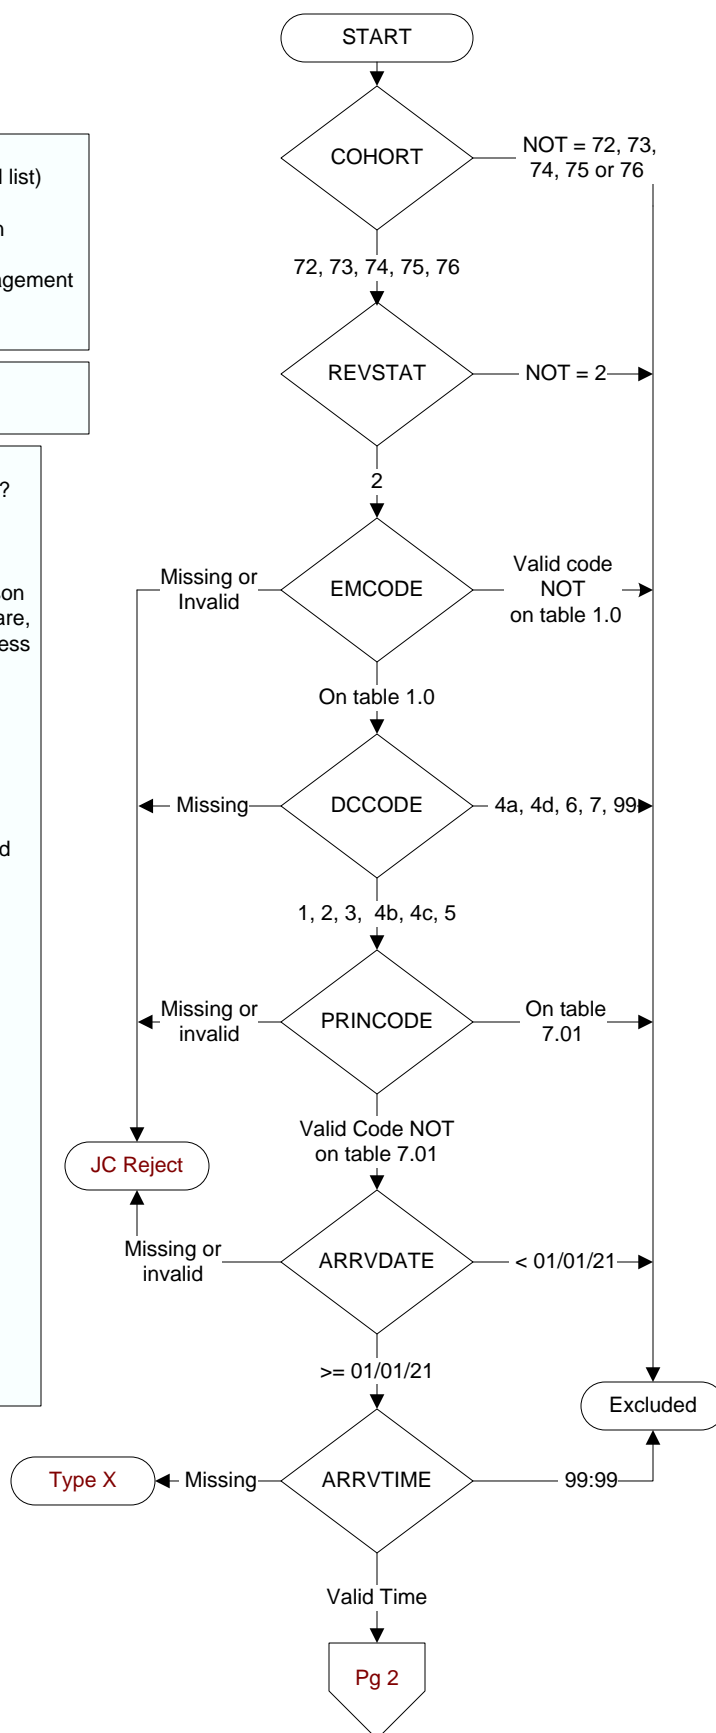 START
COHORT
NOT = 72, 73,
74, 75 or 76
list)
agement
72, 73, 74, 75, 76
REVSTAT
NOT = 2
2
?
Missing or
Invalid
EMCODE
Valid code
NOT
on table 1.0
On table 1.0
Missing
DCCODE
4a, 4d, 6, 7, 99
1, 2, 3, 4b, 4c, 5
Missing or
invalid
PRINCODE
On table
7.01
Valid Code NOT
on table 7.01
JC Reject
Missing or
invalid
ARRVDATE
< 01/01/21
>= 01/01/21
Excluded
Type X
Missing
ARRVTIME
99:99
Valid Time
Pg 2